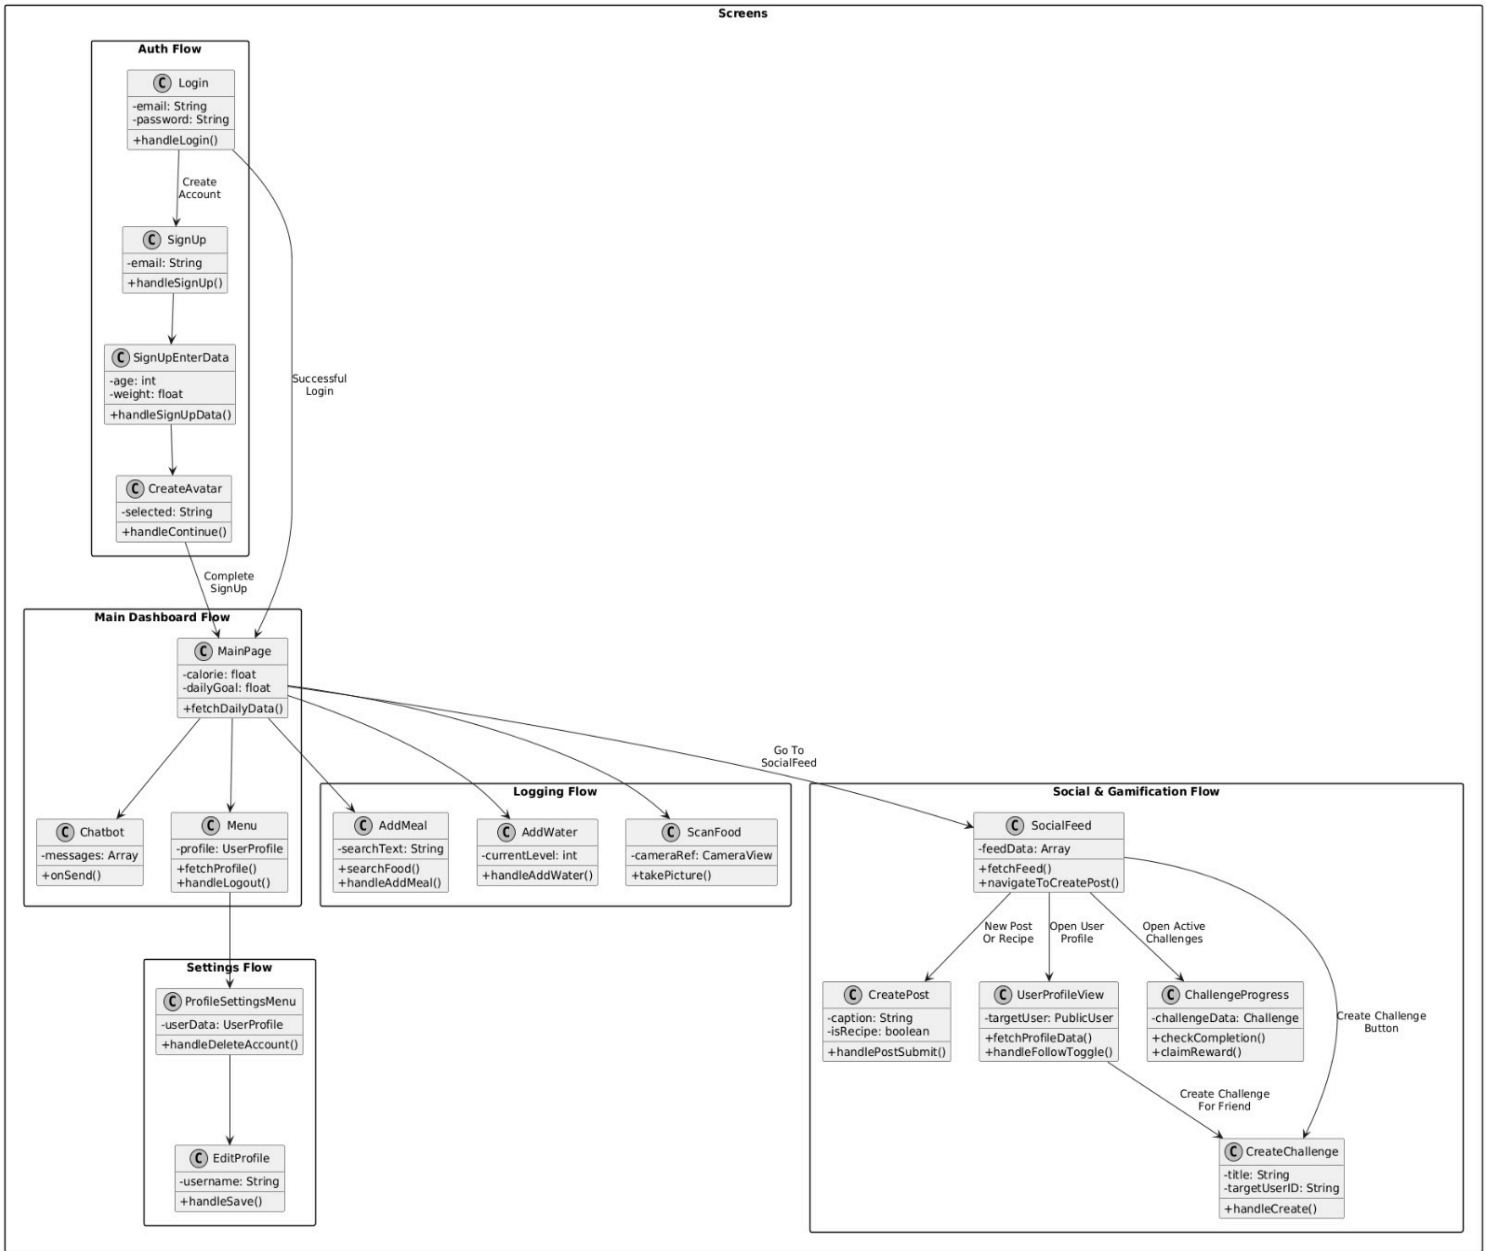 Screens
Auth Flow
C Login
-email: String
-password: String
+handleLogin()
Create
Account
C SignUp
-email: String
+handleSignUp()
C SignUpEnterData
-age: int
-weight: float
+handleSignUpData()
Successful
Login
C CreateAvatar
-selected: String
+handleContinue()
Complete
SignUp
Main Dashboard Flow
C MainPage
-calorie: float
-dailyGoal: float
+fetchDailyData()
Go To
SocialFeed
C Chatbot
-messages: Array
+onSend()
C Menu
-profile: UserProfile
+fetchProfile()
+handleLogout()
Logging Flow
C AddMeal
-searchText: String
+searchFood()
+handleAddMeal()
C AddWater
-currentLevel: int
+handleAddWater()
C ScanFood
-cameraRef: CameraView
+takePicture()
Social & Gamification Flow
C SocialFeed
-feedData: Array
+fetchFeed()
+navigateToCreatePost()
New Post
Or Recipe
Open User
Profile
Open Active
Challenges
Create Challenge
Button
Settings Flow
C ProfileSettingsMenu
-userData: UserProfile
+handleDeleteAccount()
C CreatePost
-caption: String
-isRecipe: boolean
+handlePostSubmit()
C UserProfileView
-targetUser: PublicUser
+fetchProfileData()
+handleFollowToggle()
C ChallengeProgress
-challengeData: Challenge
+checkCompletion()
+claimReward()
Create Challenge
For Friend
C EditProfile
-username: String
+handleSave()
C CreateChallenge
-title: String
-targetUserID: String
+handleCreate()